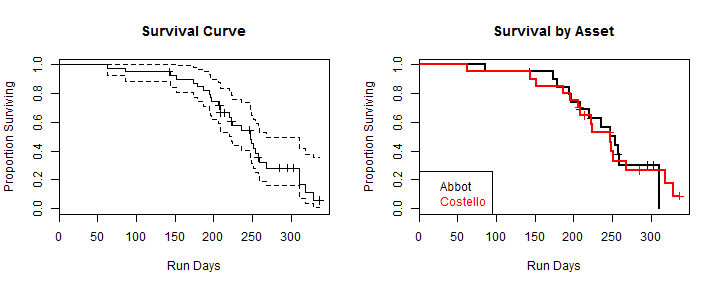 Survival Curve
Proportion Surviving
0.0 0.2 0.4 0.6 0.8 1.0
0 50 100 150 200 250 300
Run Days
Survival by Asset
Proportion Surviving
0.0 0.2 0.4 0.6 0.8 1.0
Abbot
Costello
0 50 100 150 200 250 300
Run Days